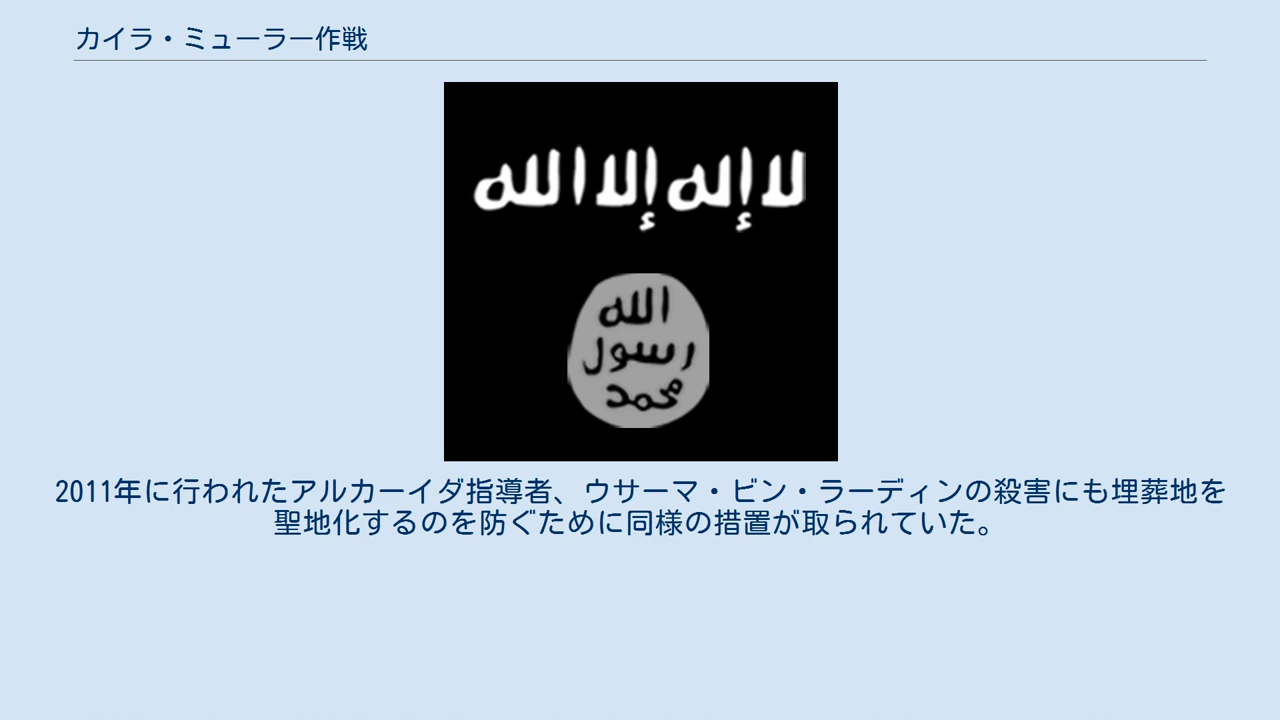 カイラ・ミューラー作戦
لا إله إلا الله
الله
رسول
محمد
2011年に行われたアルカーイダ指導者、ウサーマ・ビン・ラーディンの殺害にも埋葬地を
聖地化するのを防ぐために同様の措置が取られていた。